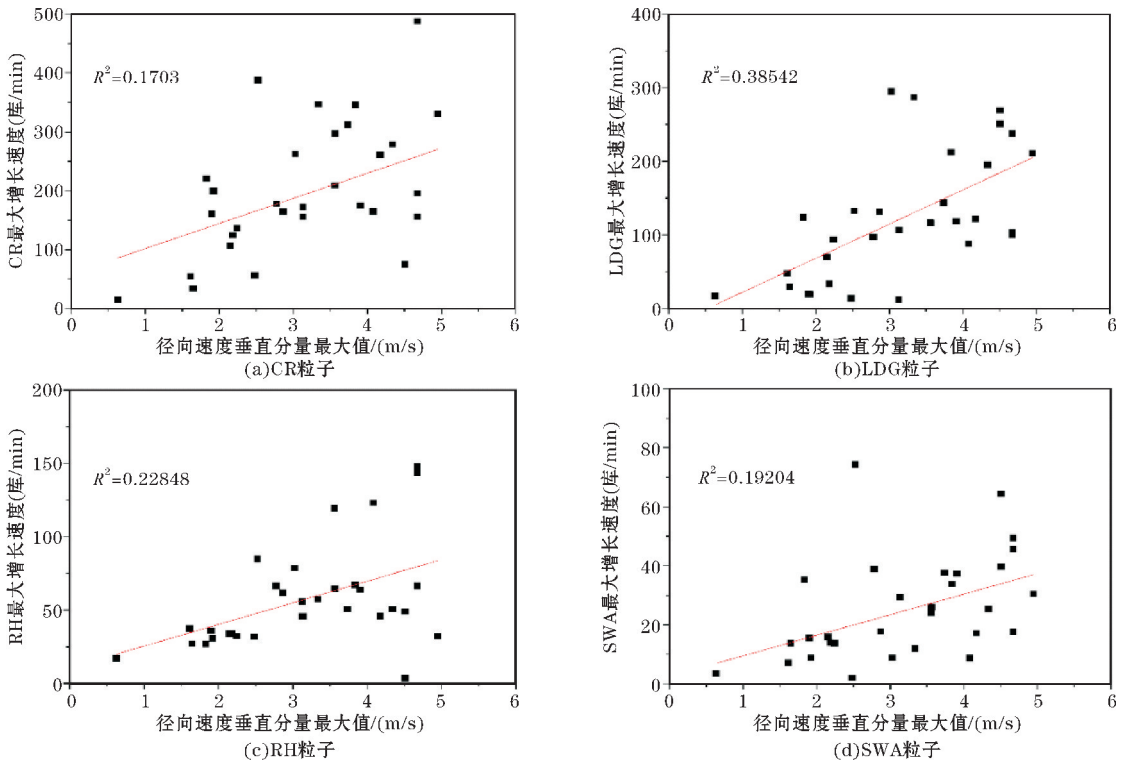 500
400
300
200
100
0
CR最大增长速度(库/min)
R²=0.1703
0 1 2 3 4 5 6
径向速度垂直分量最大值/(m/s)
(a)CR粒子
400
300
200
100
0
LDG最大增长速度(库/min)
R²=0.38542
0 1 2 3 4 5 6
径向速度垂直分量最大值/(m/s)
(b)LDG粒子
200
150
100
50
0
RH最大增长速度(库/min)
R²=0.22848
0 1 2 3 4 5 6
径向速度垂直分量最大值/(m/s)
(c)RH粒子
100
80
60
40
20
0
SWA最大增长速度(库/min)
R²=0.19204
0 1 2 3 4 5 6
径向速度垂直分量最大值/(m/s)
(d)SWA粒子